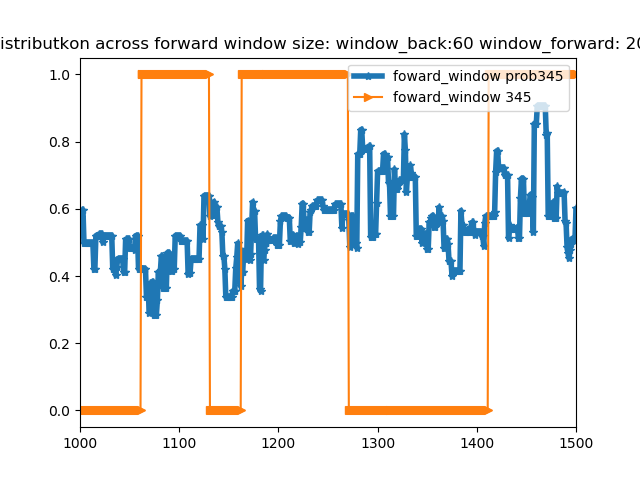 istributkon across forward window size: window_back:60 window_forward: 20
foward_window prob345
foward_window 345
1.0
0.8
0.6
0.4
0.2
0.0
1000 1100 1200 1300 1400 1500